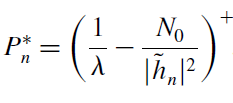 $P_n^* = \left( \frac{1}{\lambda} - \frac{N_0}{|\tilde{h}_n|^2} \right)^+$